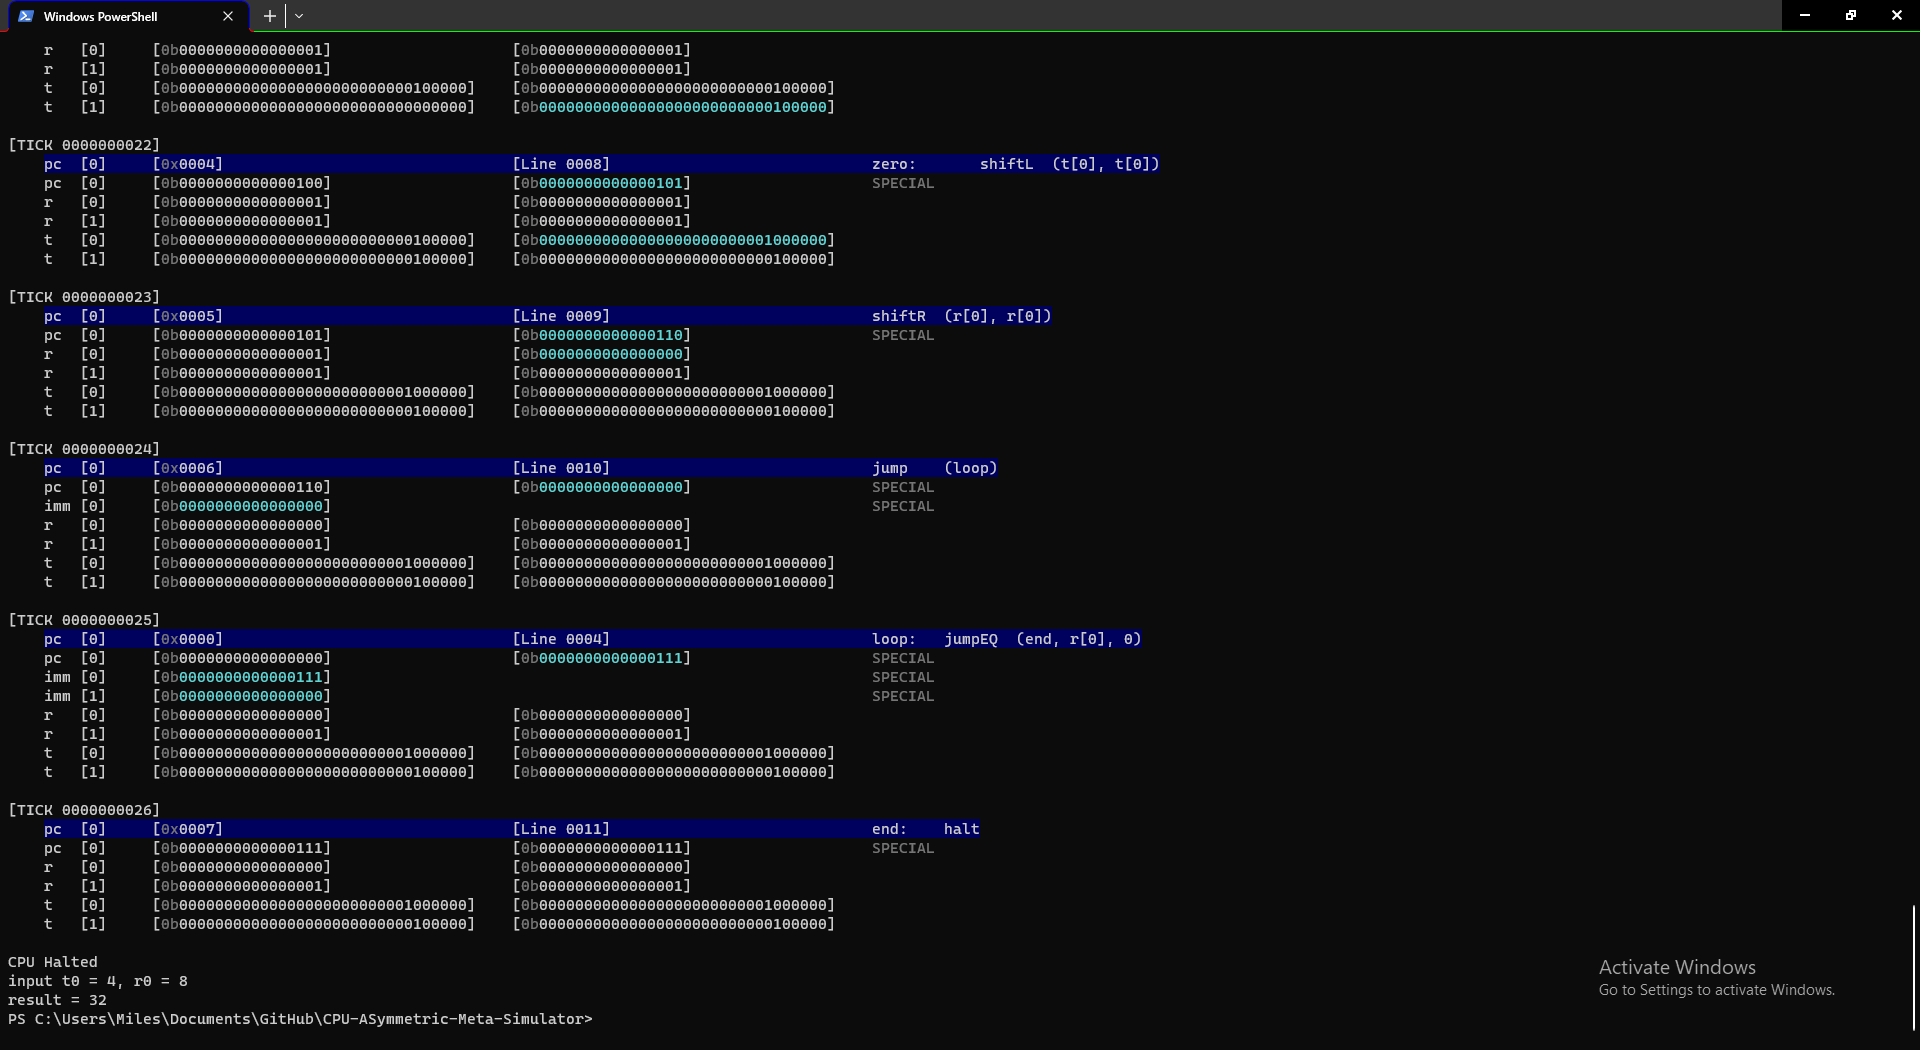 Windows PowerShell
r [0] [0b0000000000000001] [0b0000000000000001]
r [1] [0b0000000000000001] [0b0000000000000001]
t [0] [0b00000000000000000000000000100000] [0b00000000000000000000000000100000]
t [1] [0b00000000000000000000000000000000] [0b00000000000000000000000000100000]
[TICK 0000000022]
pc [0] [0x0004] [Line 0008] zero: shiftL (t[0], t[0])
pc [0] [0b0000000000000100] [0b0000000000000101] SPECIAL
r [0] [0b0000000000000001] [0b0000000000000001]
r [1] [0b0000000000000001] [0b0000000000000001]
t [0] [0b00000000000000000000000000100000] [0b00000000000000000000000001000000]
t [1] [0b00000000000000000000000000100000] [0b00000000000000000000000000100000]
[TICK 0000000023]
pc [0] [0x0005] [Line 0009] shiftR (r[0], r[0])
pc [0] [0b0000000000000101] [0b0000000000000110] SPECIAL
r [0] [0b0000000000000001] [0b0000000000000000]
r [1] [0b0000000000000001] [0b0000000000000001]
t [0] [0b00000000000000000000000001000000] [0b00000000000000000000000001000000]
t [1] [0b00000000000000000000000000100000] [0b00000000000000000000000000100000]
[TICK 0000000024]
pc [0] [0x0006] [Line 0010] jump (loop)
pc [0] [0b0000000000000110] [0b0000000000000000] SPECIAL
imm [0] [0b0000000000000000] SPECIAL
r [0] [0b0000000000000000] [0b0000000000000000]
r [1] [0b0000000000000001] [0b0000000000000001]
t [0] [0b00000000000000000000000001000000] [0b00000000000000000000000001000000]
t [1] [0b00000000000000000000000000100000] [0b00000000000000000000000000100000]
[TICK 0000000025]
pc [0] [0x0000] [Line 0004] loop: jumpEQ (end, r[0], 0)
pc [0] [0b0000000000000000] [0b0000000000000111] SPECIAL
imm [0] [0b0000000000000111] SPECIAL
imm [1] [0b0000000000000000] SPECIAL
r [0] [0b0000000000000000] [0b0000000000000000]
r [1] [0b0000000000000001] [0b0000000000000001]
t [0] [0b00000000000000000000000001000000] [0b00000000000000000000000001000000]
t [1] [0b00000000000000000000000000100000] [0b00000000000000000000000000100000]
[TICK 0000000026]
pc [0] [0x0007] [Line 0011] end: halt
pc [0] [0b0000000000000111] [0b0000000000000111] SPECIAL
r [0] [0b0000000000000000] [0b0000000000000000]
r [1] [0b0000000000000001] [0b0000000000000001]
t [0] [0b00000000000000000000000001000000] [0b00000000000000000000000001000000]
t [1] [0b00000000000000000000000000100000] [0b00000000000000000000000000100000]
CPU Halted
input t0 = 4, r0 = 8
result = 32
PS C:\Users\Miles\Documents\GitHub\CPU-ASymmetric-Meta-Simulator>
Activate Windows
Go to Settings to activate Windows.